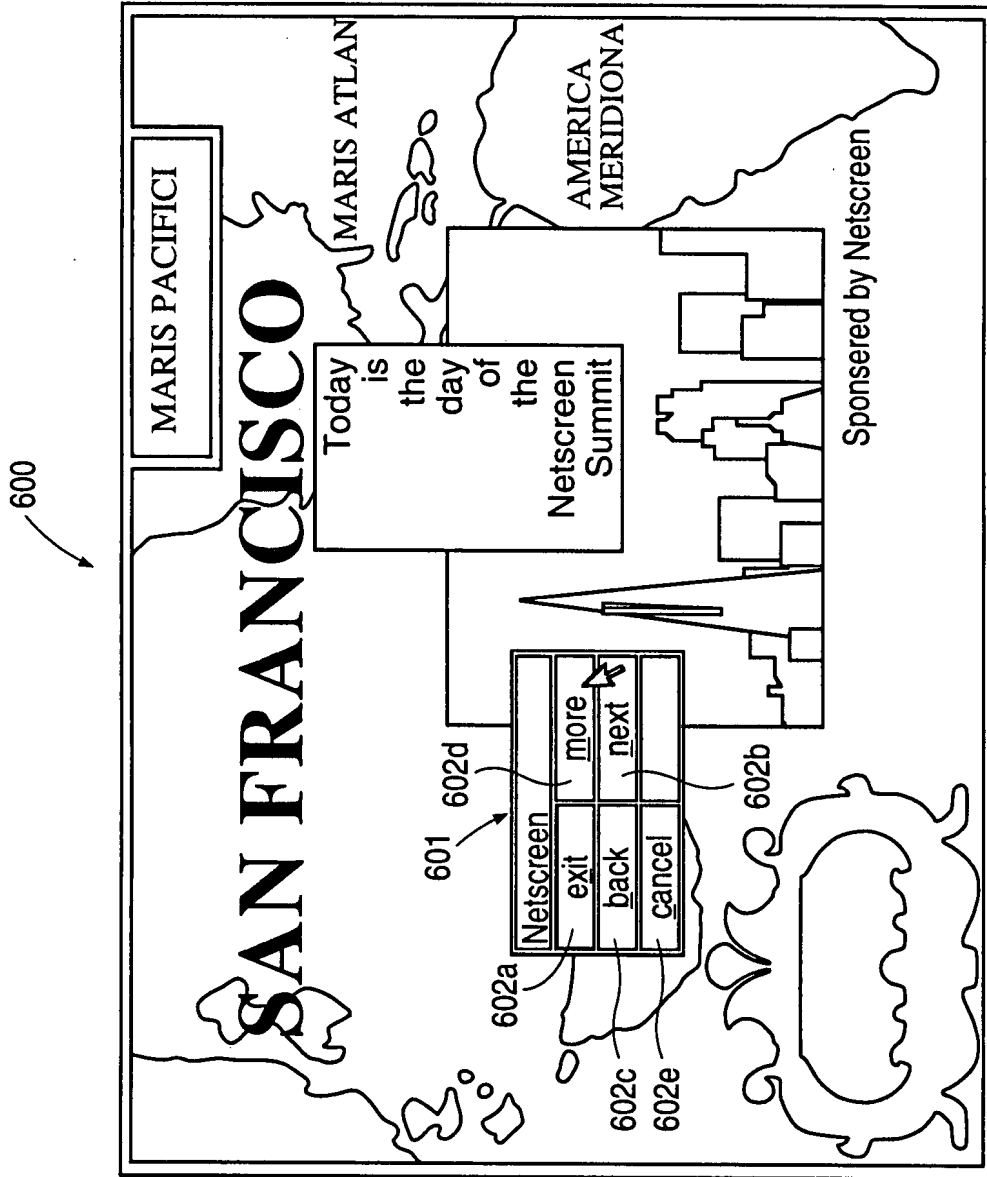 600
MARIS PACIFICI
SAN FRANCISCO
MARIS ATLAN
Today
is
the
day
of
the
Netscreen
Summit
AMERICA
MERIDIONA
601
602d
Netscreen
exit
more
back
next
cancel
602a
602c
602e
602b
Sponsered by Netscreen